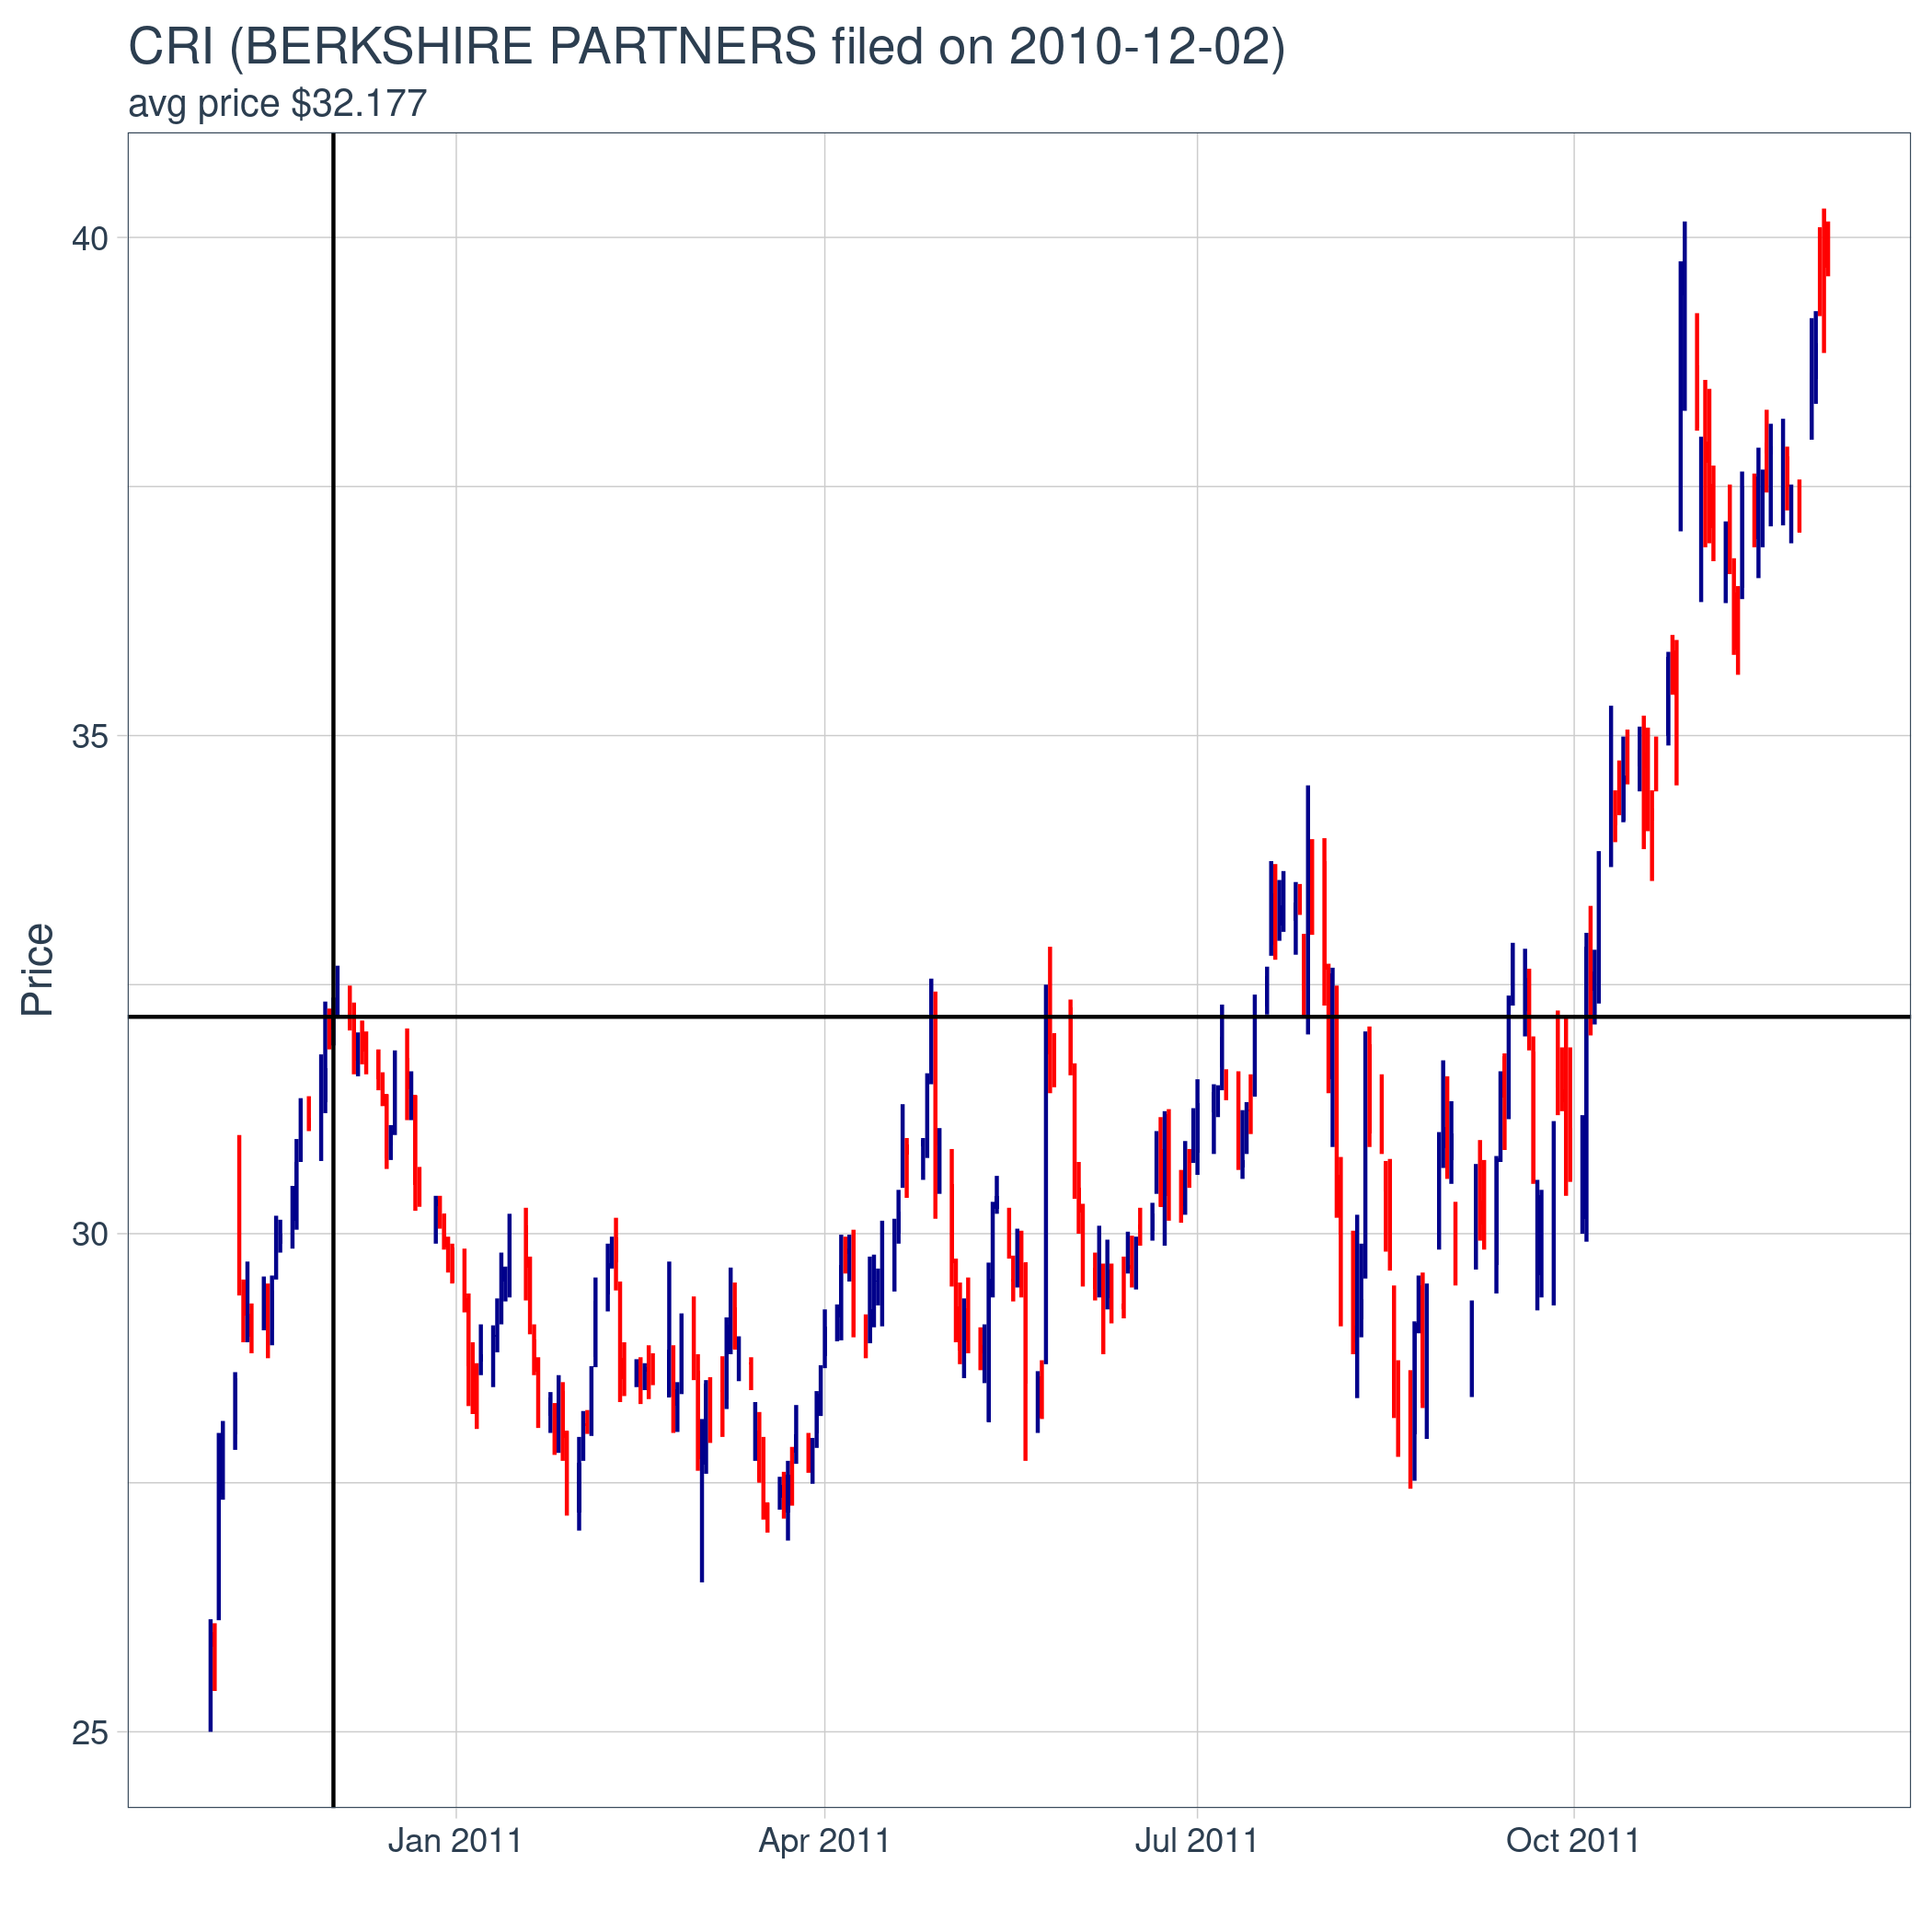 CRI (BERKSHIRE PARTNERS filed on 2010-12-02)
avg price $32.177
40
35
30
25
Price
Jan 2011
Apr 2011
Jul 2011
Oct 2011